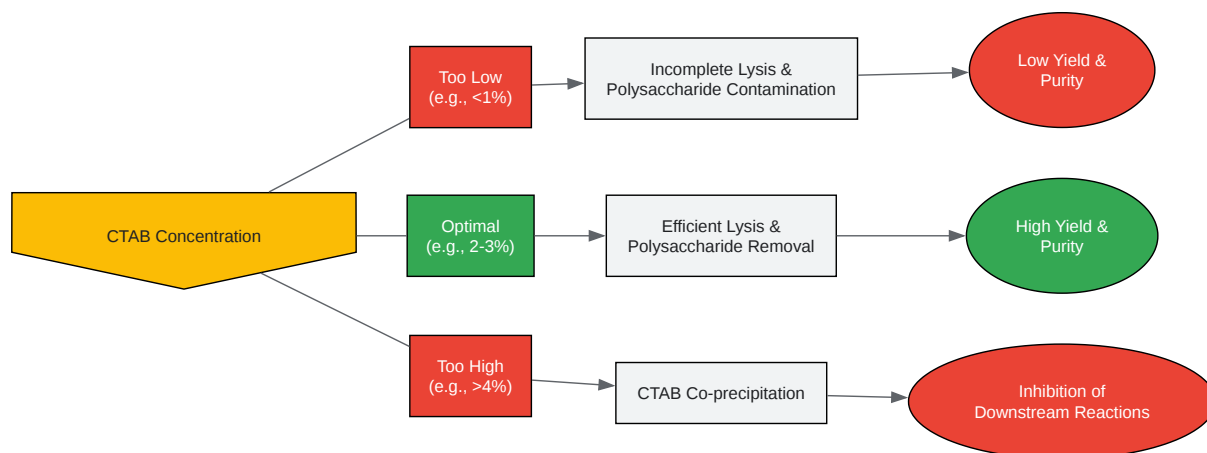 Too Low
(e.g., <1%)
Incomplete Lysis &
Polysaccharide Contamination
Low Yield &
Purity
CTAB Concentration
Optimal
(e.g., 2-3%)
Efficient Lysis &
Polysaccharide Removal
High Yield &
Purity
Too High
(e.g., >4%)
CTAB Co-precipitation
Inhibition of
Downstream Reactions